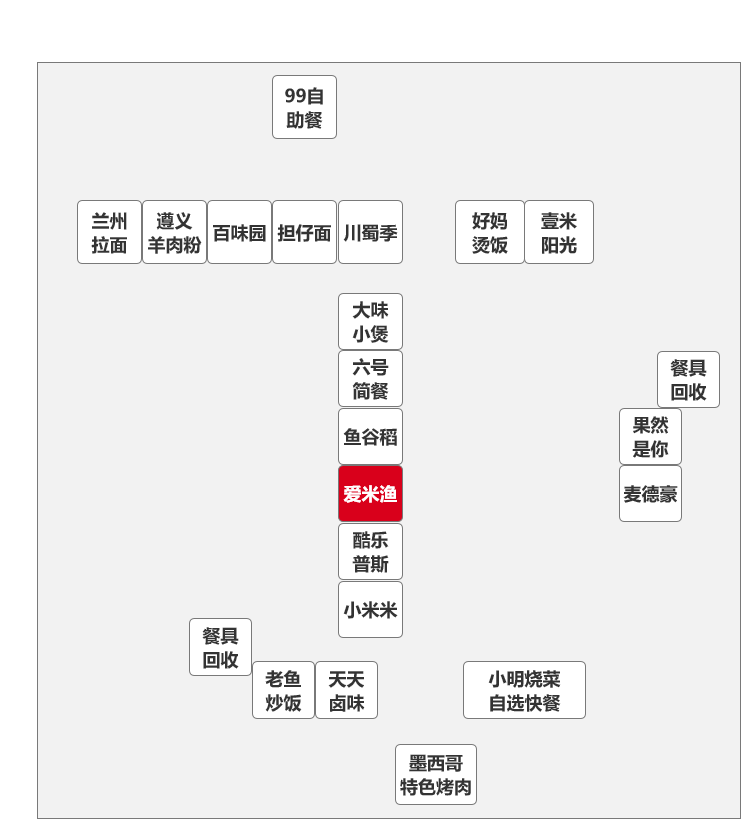 99自
助餐
兰州
拉面
遵义
羊肉粉
百味园
担仔面
川蜀季
好妈
烫饭
壹米
阳光
大味
小煲
六号
简餐
餐具
回收
鱼谷稻
果然
是你
爱米渔
麦德豪
酷乐
普斯
小米米
餐具
回收
老鱼
炒饭
天天
卤味
小明烧菜
自选快餐
墨西哥
特色烤肉